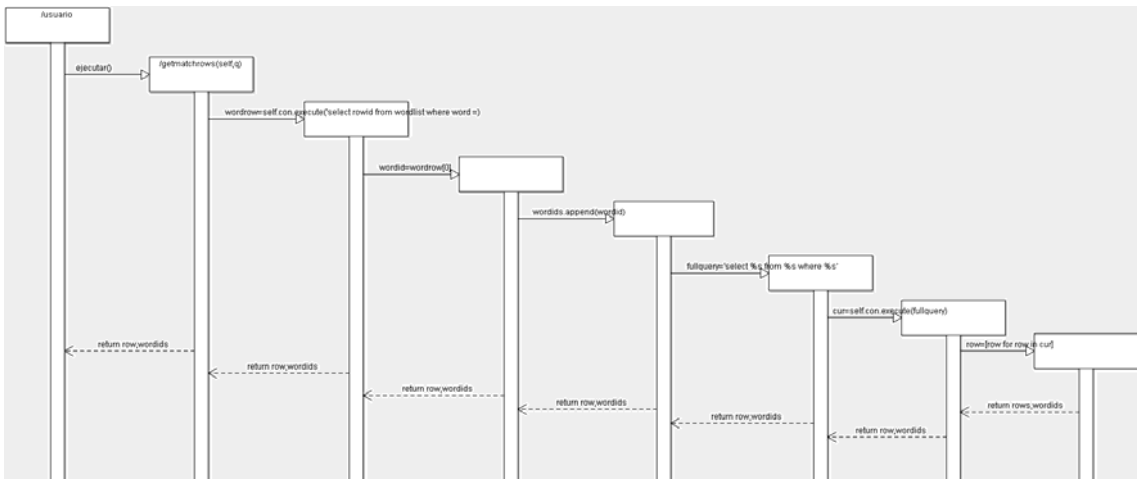 /usuario
ejecutar()
/getmatchrows(self,q)
wordrow=self.con.execute('select rowid from wordlist where word =)
wordid=wordrow[0]
wordids.append(wordid)
fullquery='select %s from %s where %s'
cur=self.con.execute(fullquery)
row=[row for row in cur]
return row,wordids
return row,wordids
return row,wordids
return row,wordids
return row,wordids
return row,wordids
return rows,wordids